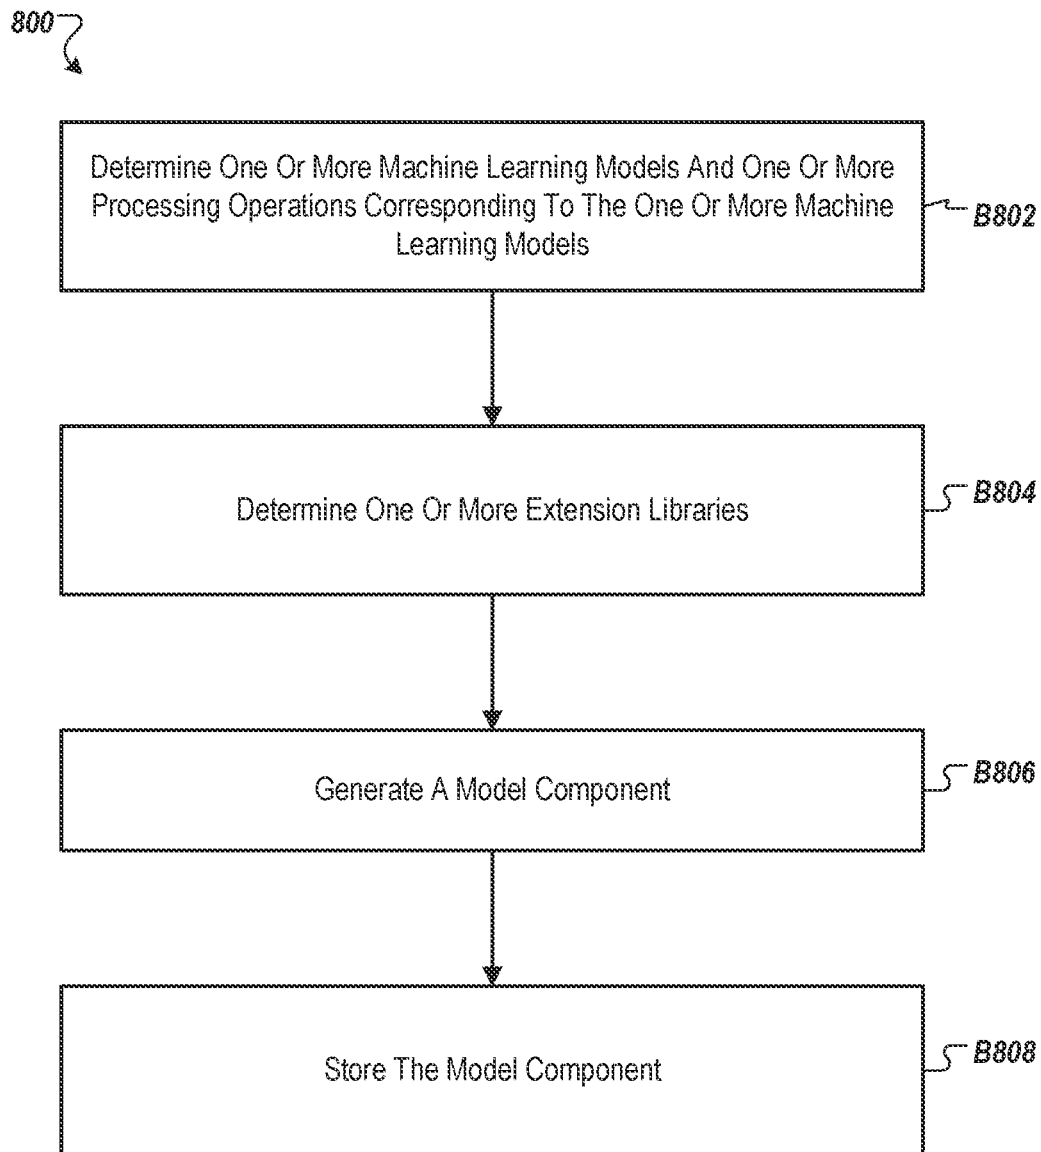 800
Determine One Or More Machine Learning Models And One Or More
Processing Operations Corresponding To The One Or More Machine
Learning Models
B802
Determine One Or More Extension Libraries
B804
Generate A Model Component
B806
Store The Model Component
B808